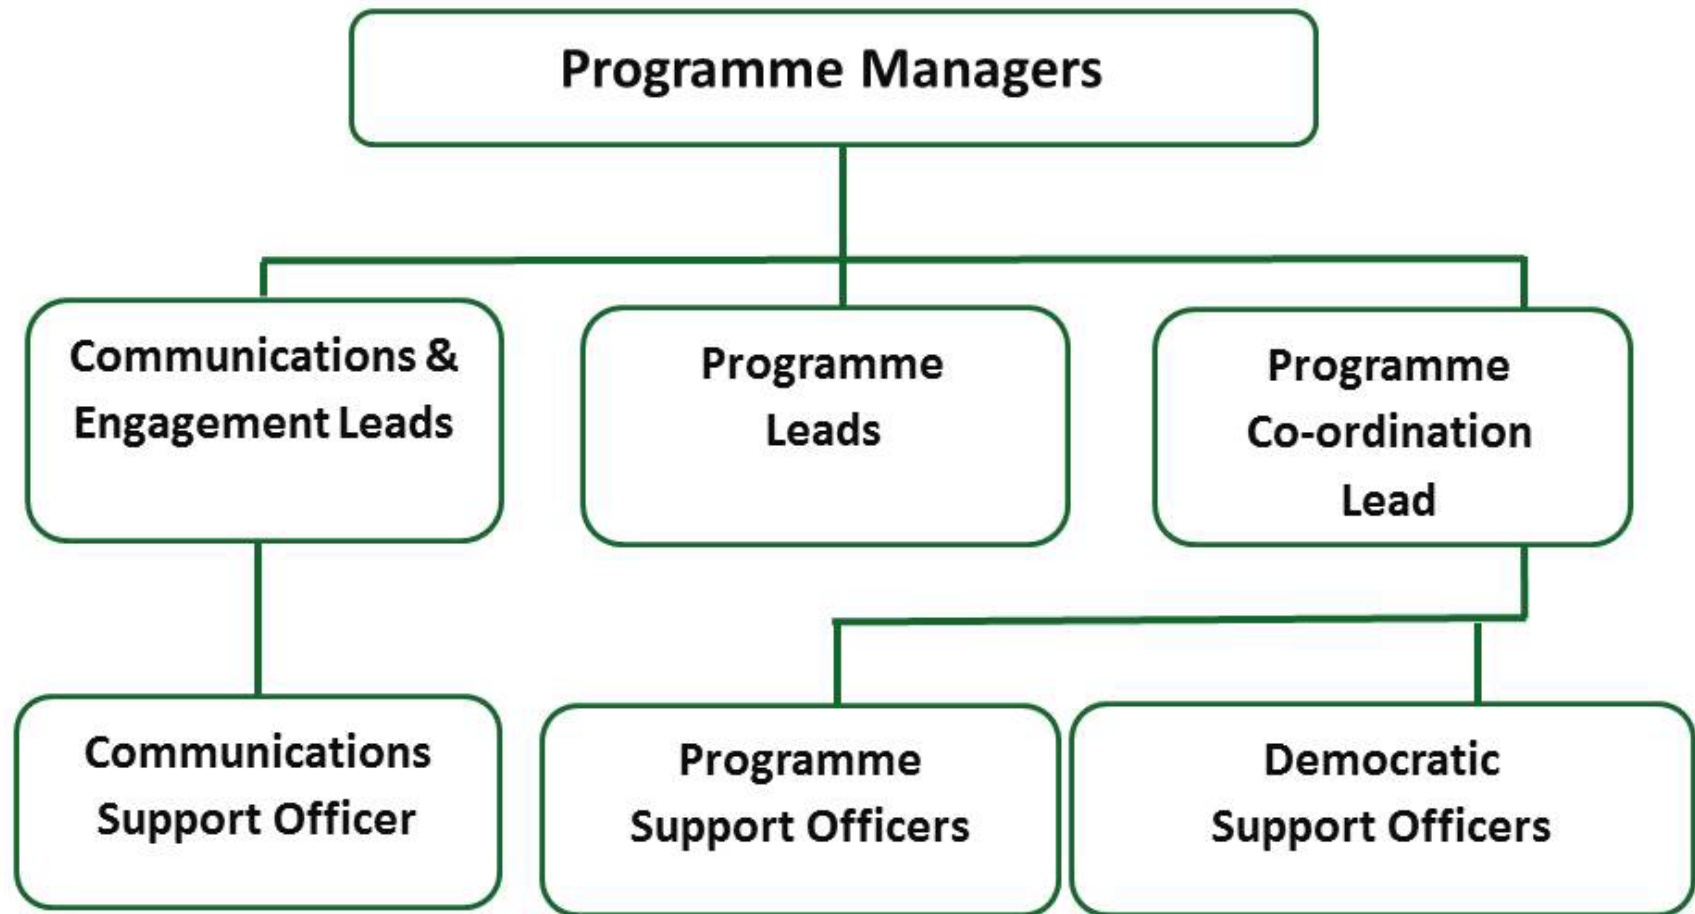 Programme Managers
Communications &
Engagement Leads
Programme
Leads
Programme
Co-ordination
Lead
Communications
Support Officer
Programme
Support Officers
Democratic
Support Officers